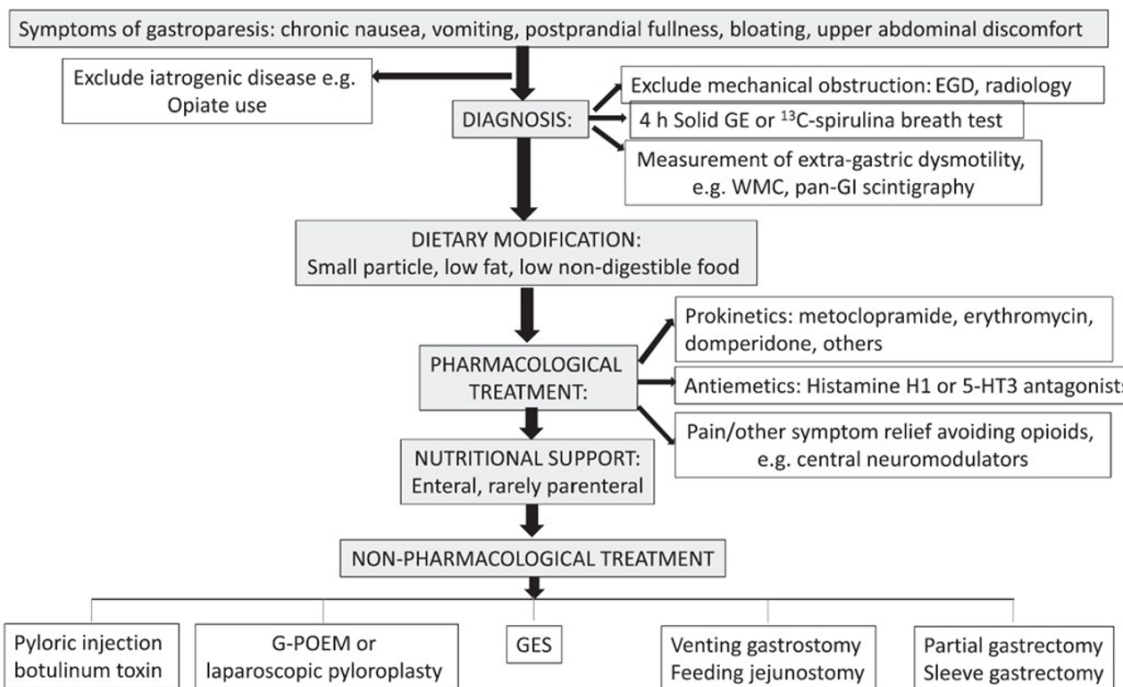 Symptoms of gastroparesis: chronic nausea, vomiting, postprandial fullness, bloating, upper abdominal discomfort
Exclude iatrogenic disease e.g.
Opiate use
DIAGNOSIS:
Exclude mechanical obstruction: EGD, radiology
4 h Solid GE or ¹³C-spirulina breath test
Measurement of extra-gastric dysmotility,
e.g. WMC, pan-GI scintigraphy
DIETARY MODIFICATION:
Small particle, low fat, low non-digestible food
PHARMACOLOGICAL
TREATMENT:
Prokinetics: metoclopramide, erythromycin,
domperidone, others
Antiemetics: Histamine H1 or 5-HT3 antagonists
Pain/other symptom relief avoiding opioids,
e.g. central neuromodulators
NUTRITIONAL SUPPORT:
Enteral, rarely parenteral
NON-PHARMACOLOGICAL TREATMENT
Pyloric injection
botulinum toxin
G-POEM or
laparoscopic pyloroplasty
GES
Venting gastrostomy
Feeding jejunostomy
Partial gastrectomy
Sleeve gastrectomy